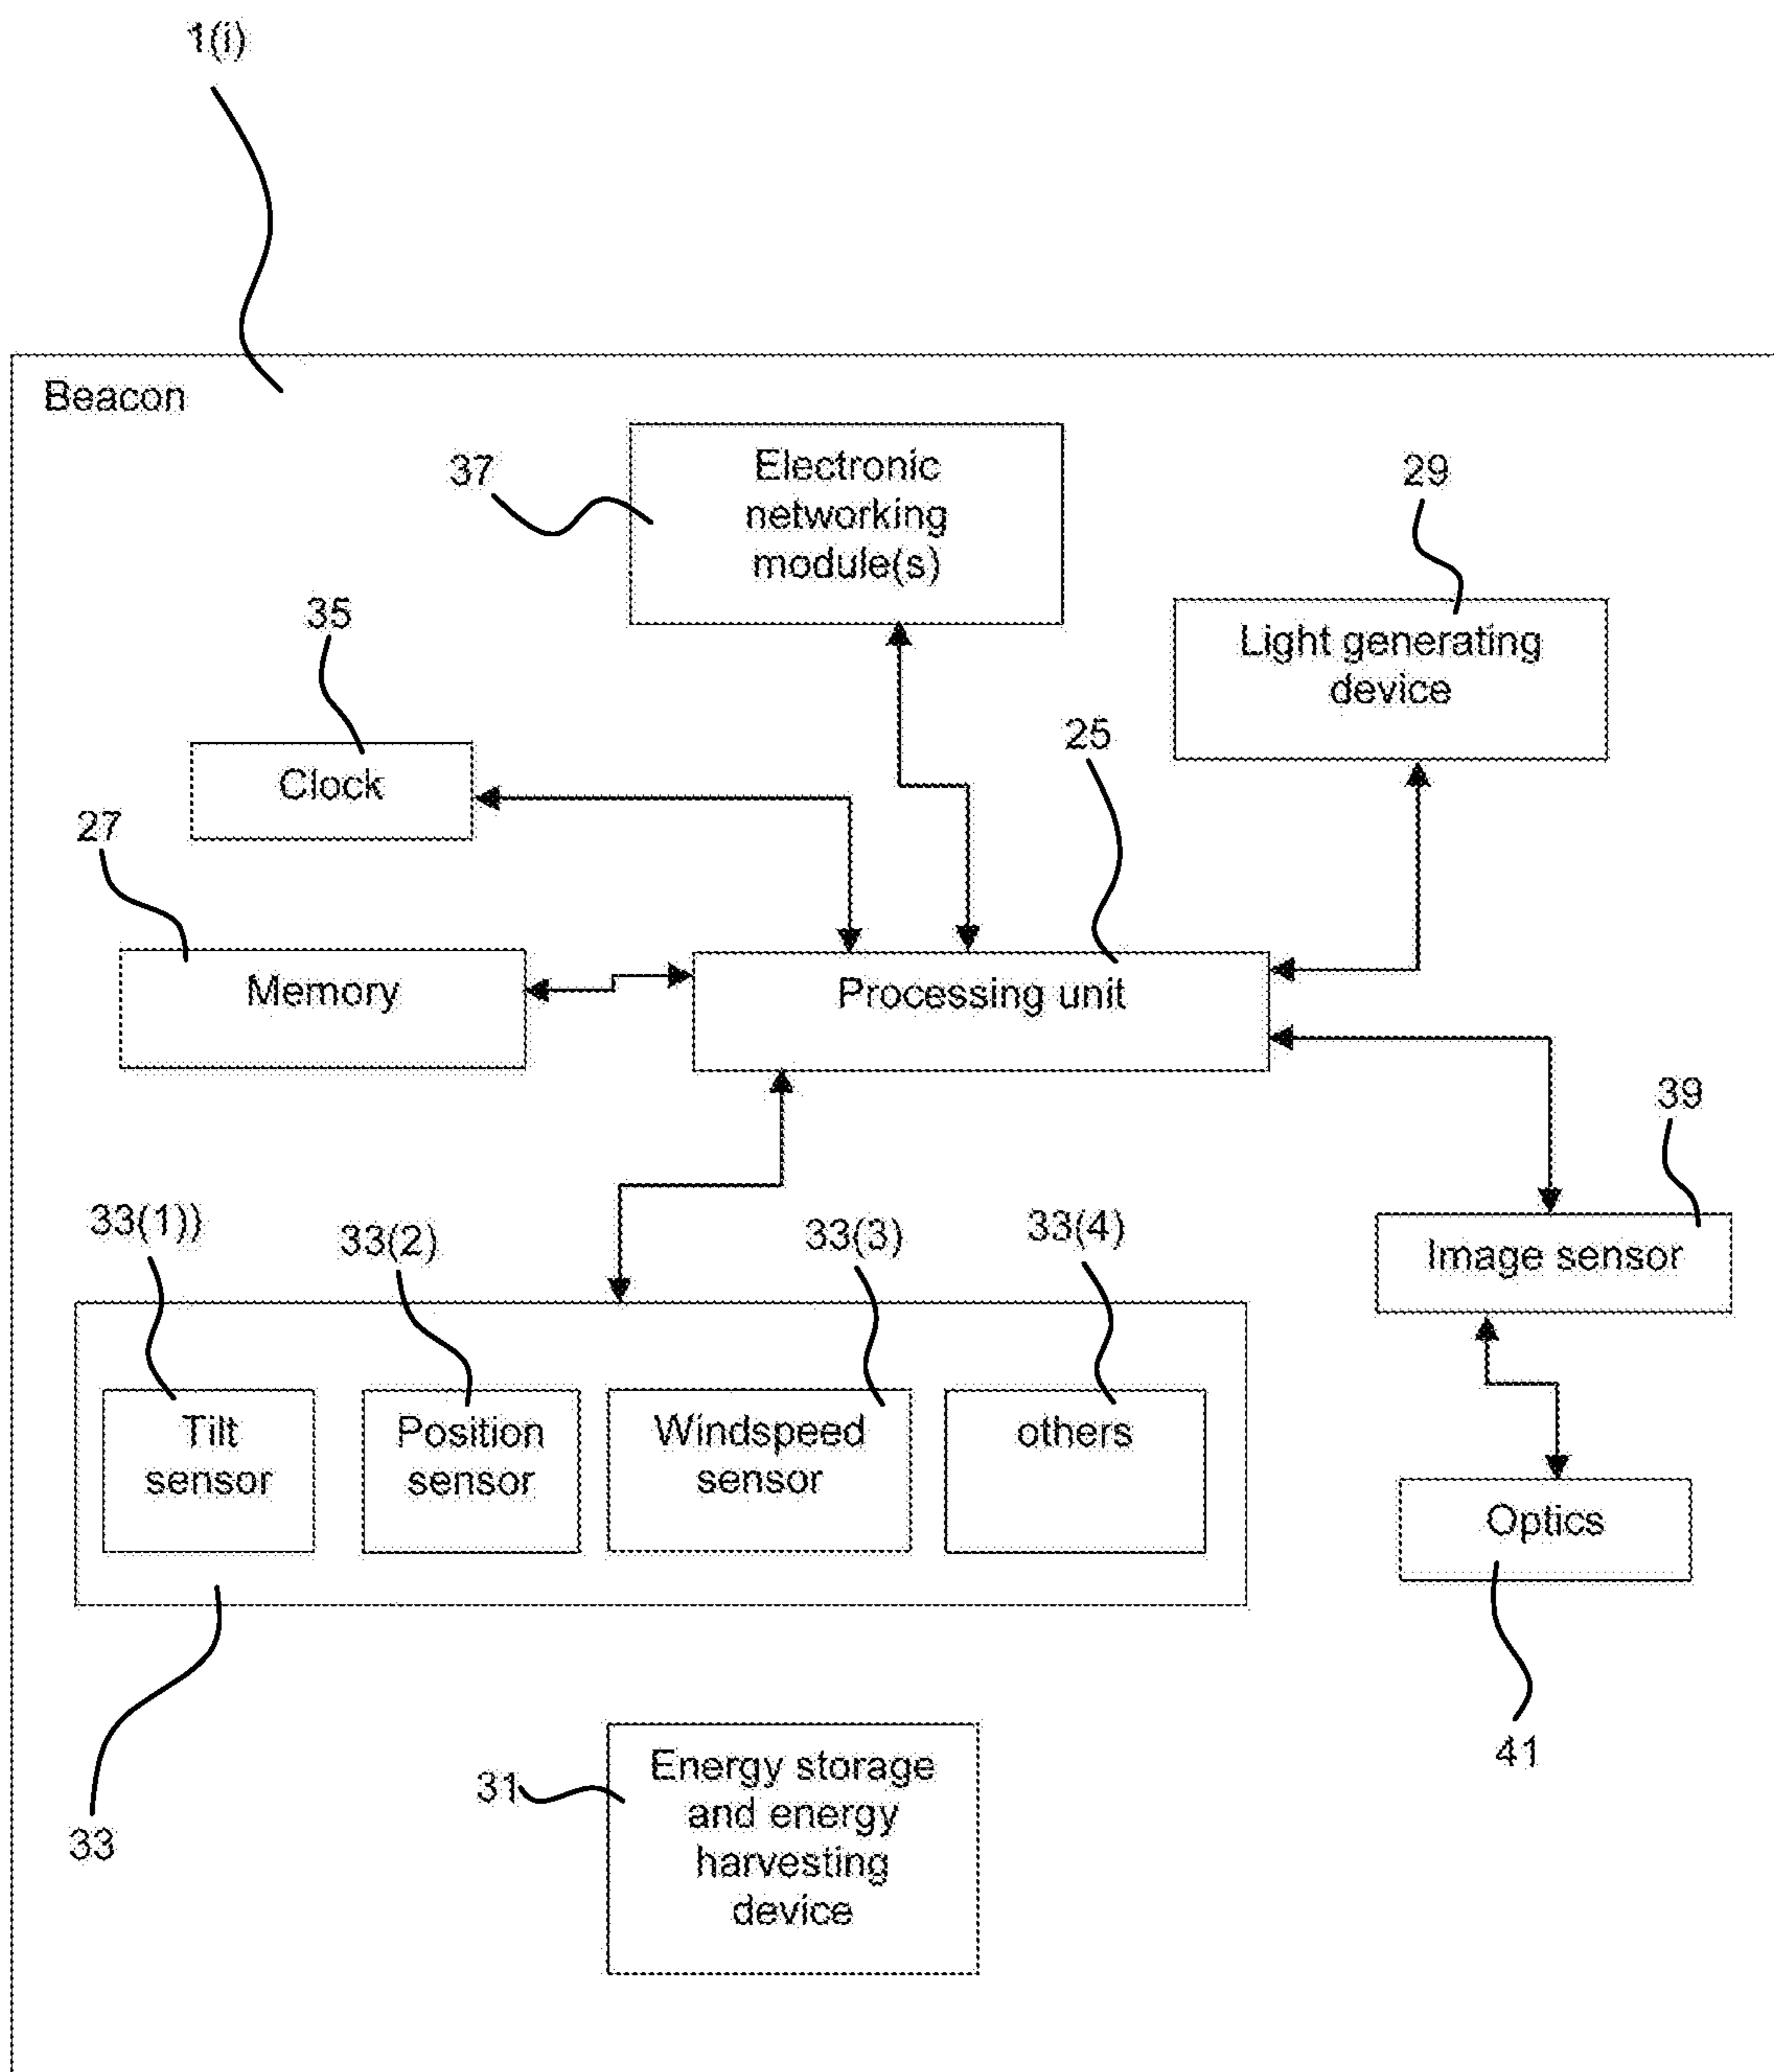 1(i)
Beacon
37
Electronic
networking
module(s)
29
Light generating
device
35
Clock
25
27
Memory
Processing unit
39
Image sensor
33(1))
33(2)
33(3)
33(4)
Tilt
sensor
Position
sensor
Windspeed
sensor
others
Optics
41
33
31
Energy storage
and energy
harvesting
device